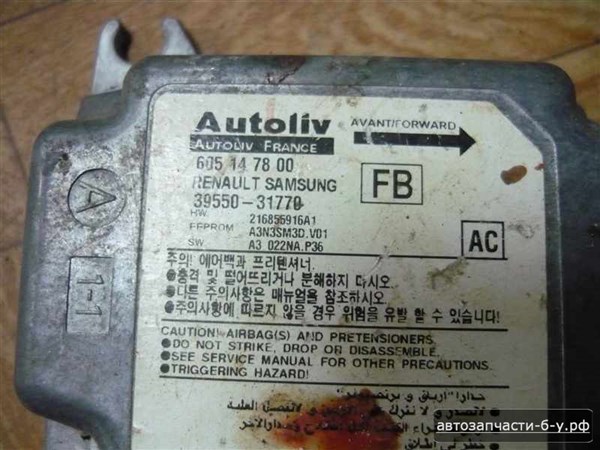 Autoliv
AVANT/FORWARD
AUTOLIV FRANCE
605 14 78 00
RENAULT SAMSUNG
FB
39550-31770
HW. 216855916A1
EEPROM A3N3SM3D.V01
SW A3 022NA.P36
AC
A
1-1
주의! 에어백과 프리텐셔너.
●충격 및 떨어뜨리거나 분해하지 다시오
●다른 주의사항은 매뉴얼을 참조하시오
●주의사항에 따르지 않을 경우 위험을 유발 할 수 있습니다!
CAUTION! AIRBAG(S) AND PRETENSIONERS
●DO NOT STRIKE, DROP OR DISASSEMBLE.
●SEE SERVICE MANUAL FOR OTHER PRECAUTIONS.
●TRIGGERING HAZARD!
автозапчасти-б-у.рф